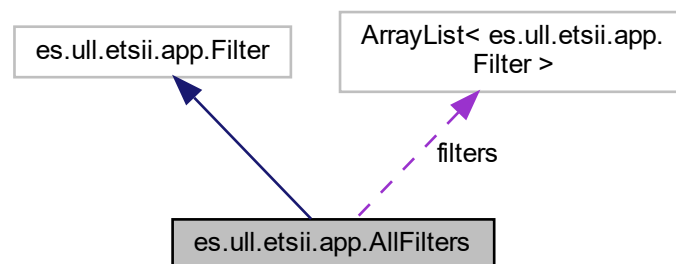 es.ull.etsii.app.Filter
ArrayList< es.ull.etsii.app.
Filter >
filters
es.ull.etsii.app.AllFilters